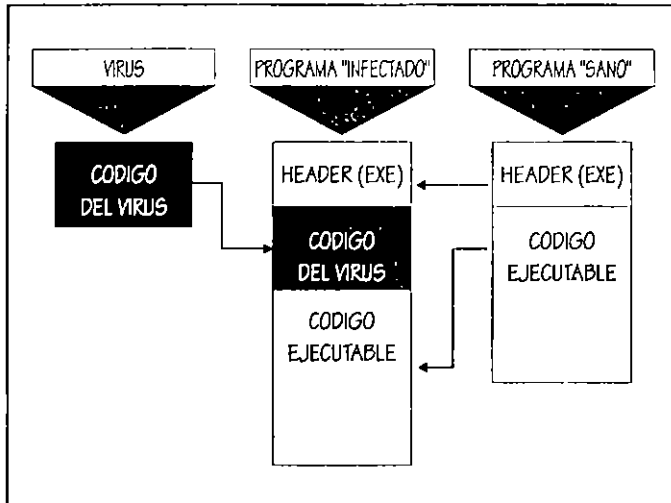 VIRUS
PROGRAMA "INFECTADO"
PROGRAMA "SANO"
CODIGO
DEL VIRUS
HEADER (EXE)
CODIGO
DEL VIRUS
CODIGO
EJECUTABLE
HEADER (EXE)
CODIGO
EJECUTABLE